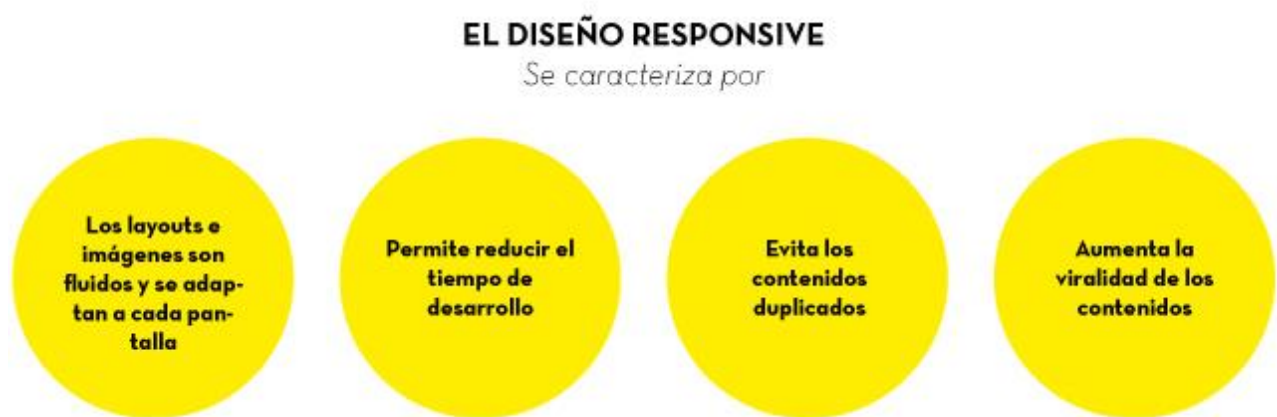 EL DISEÑO RESPONSIVE
Se caracteriza por
Los layouts e
imágenes son
fluidos y se adap-
tan a cada pan-
talla
Permite reducir el
tiempo de
desarrollo
Evita los
contenidos
duplicados
Aumenta la
viralidad de los
contenidos